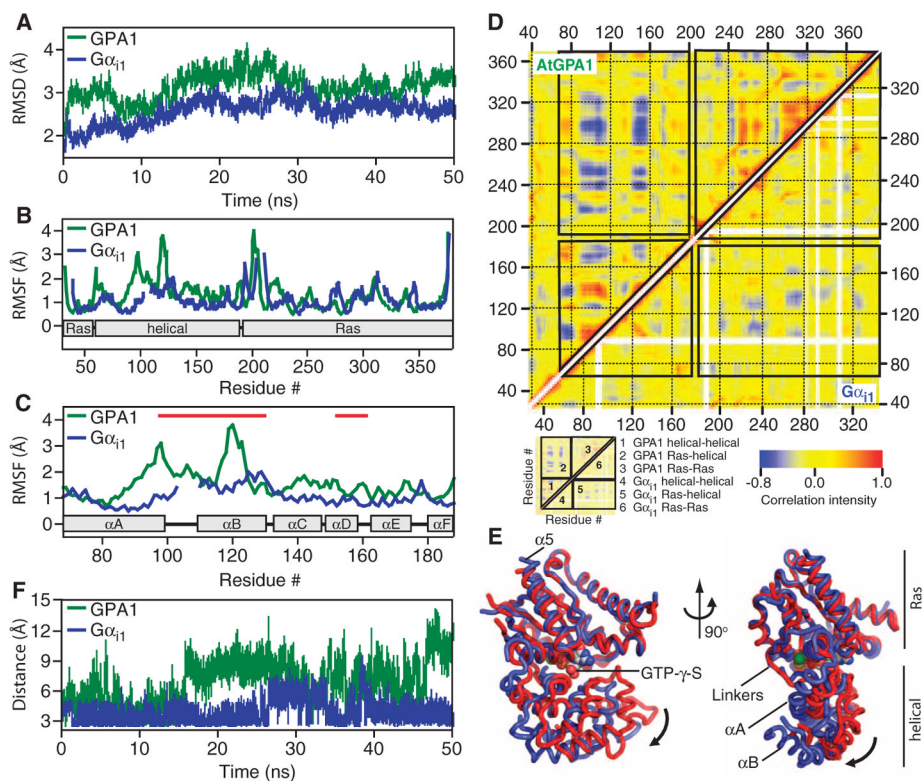 A
GPA1
Gαi1
RMSD (Å)
4
3
2
0 10 20 30 40 50
Time (ns)
B
GPA1
Gαi1
RMSF (Å)
4
3
2
1
0
Ras helical Ras
50 100 150 200 250 300 350
Residue #
C
GPA1
Gαi1
RMSF (Å)
4
3
2
1
0
αA αB αC αD αE αF
80 100 120 140 160 180
Residue #
F
GPA1
Gαi1
Distance (Å)
15
12
9
6
3
0 10 20 30 40 50
Time (ns)
D
40 120 200 280 360
80 160 240 320
AtGPA1
360
320
280
240
200
160
120
80
40
320
280
240
200
160
120
80
40
Gαi1
40 80 120 160 200 240 280 320
Residue #
Residue #
1
2
3
4
5
6
1 GPA1 helical-helical
2 GPA1 Ras-helical
3 GPA1 Ras-Ras
4 Gαi1 helical-helical
5 Gαi1 Ras-helical
6 Gαi1 Ras-Ras
-0.8 0.0 1.0
Correlation intensity
E
α5
90°
GTP-γ-S
Linkers
αA
αB
Ras
helical